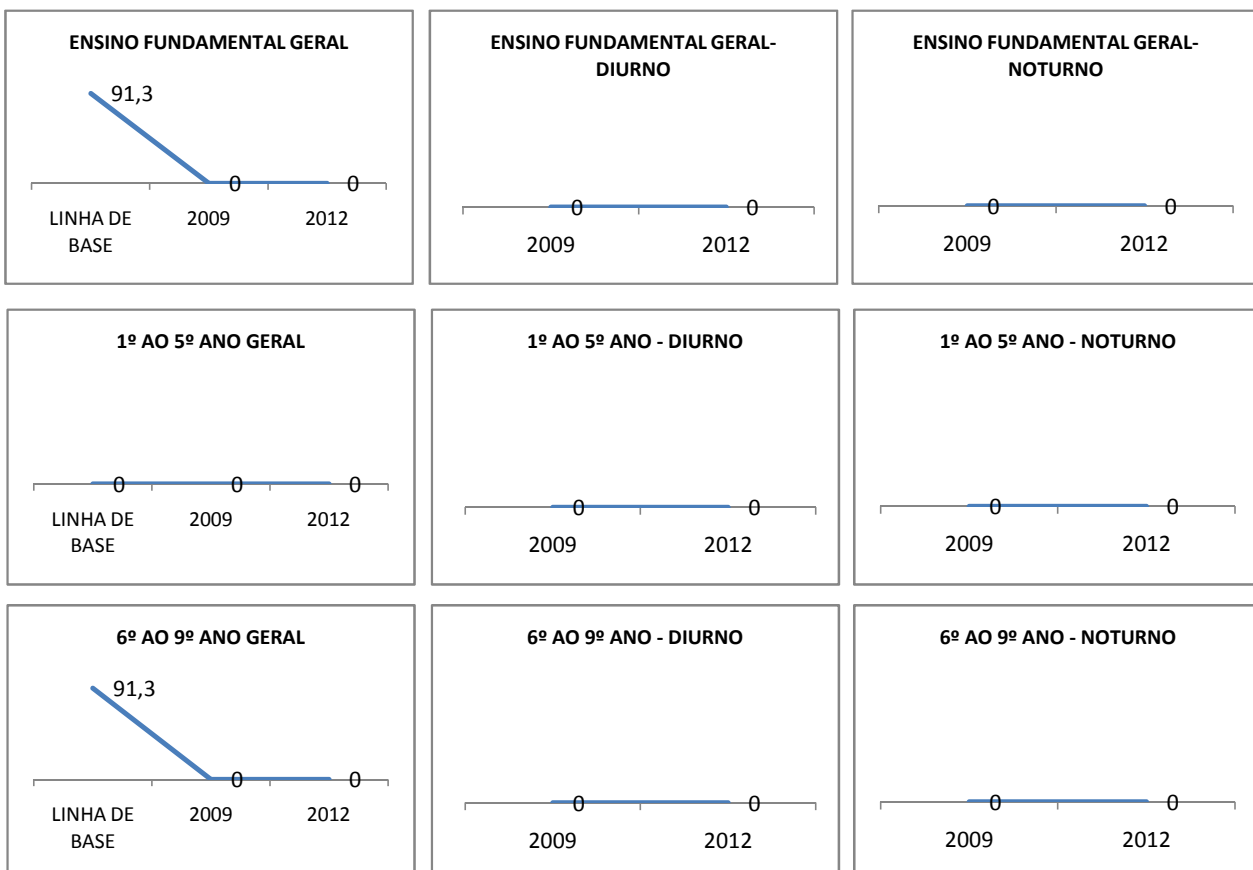 ENSINO FUNDAMENTAL GERAL
91,3
0
0
LINHA DE
BASE
2009
2012
ENSINO FUNDAMENTAL GERAL-
DIURNO
0
0
2009
2012
ENSINO FUNDAMENTAL GERAL-
NOTURNO
0
0
2009
2012
1º AO 5º ANO GERAL
0
0
0
LINHA DE
BASE
2009
2012
1º AO 5º ANO - DIURNO
0
0
2009
2012
1º AO 5º ANO - NOTURNO
0
0
2009
2012
6º AO 9º ANO GERAL
91,3
0
0
LINHA DE
BASE
2009
2012
6º AO 9º ANO - DIURNO
0
0
2009
2012
6º AO 9º ANO - NOTURNO
0
0
2009
2012